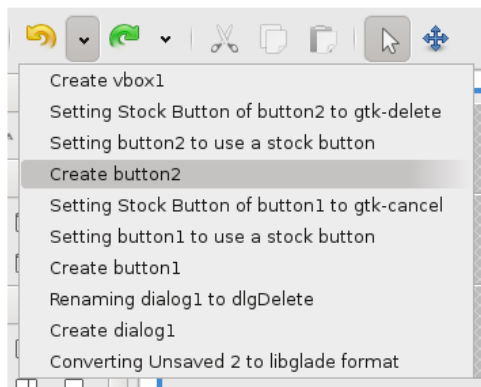 Create vbox1
Setting Stock Button of button2 to gtk-delete
Setting button2 to use a stock button
Create button2
Setting Stock Button of button1 to gtk-cancel
Setting button1 to use a stock button
Create button1
Renaming dialog1 to dlgDelete
Create dialog1
Converting Unsaved 2 to libglade format